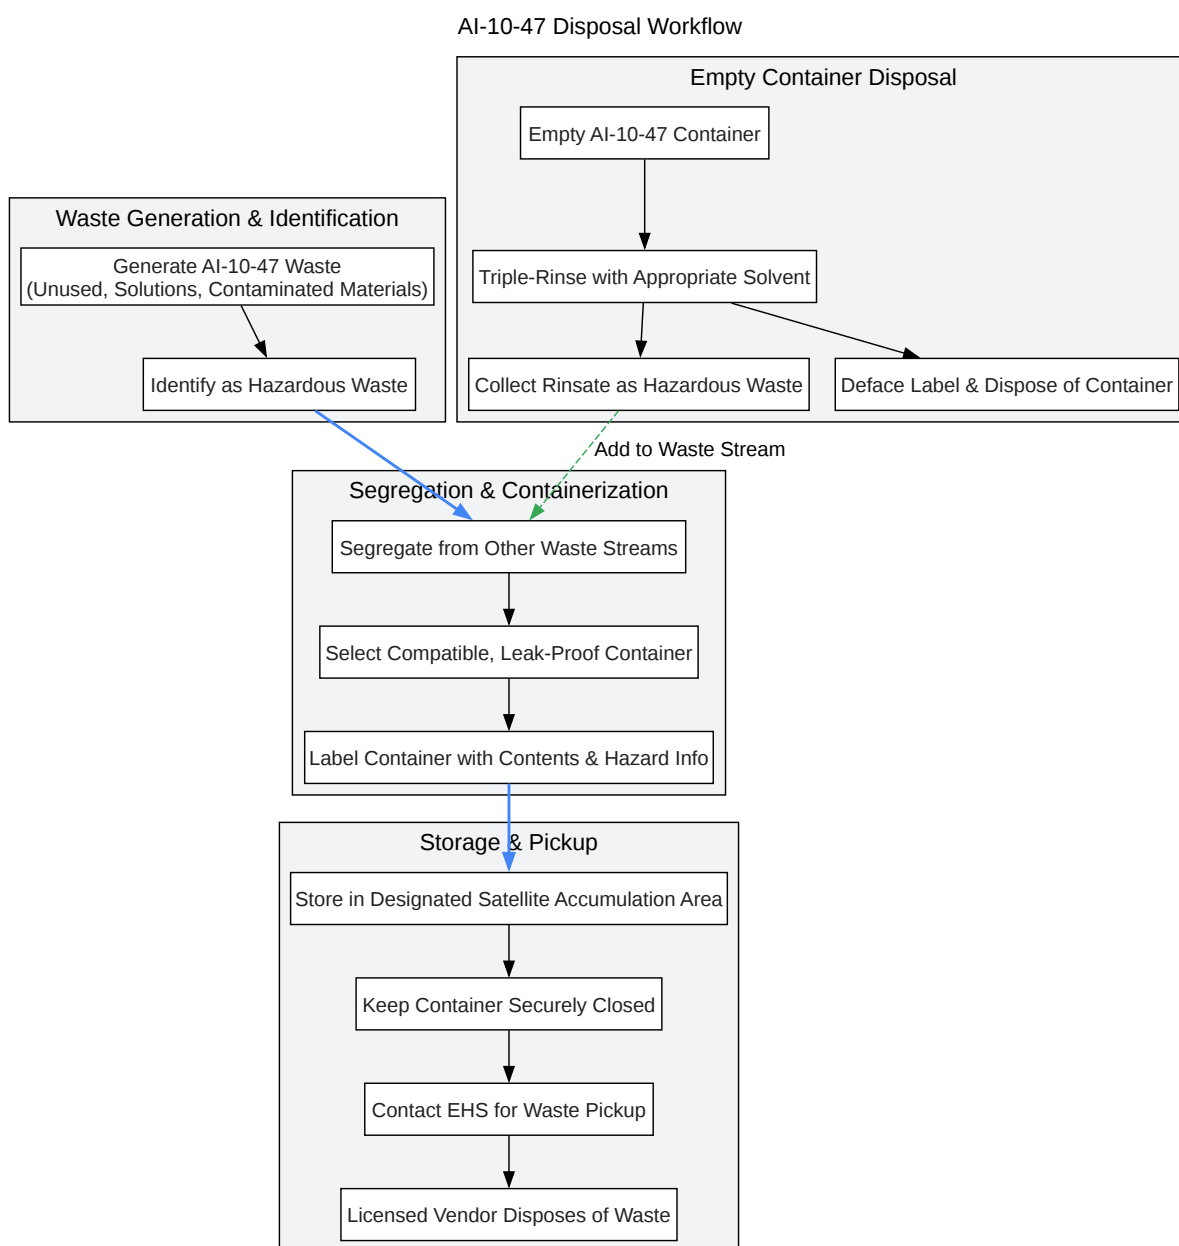 AI-10-47 Disposal Workflow
Empty Container Disposal
Empty AI-10-47 Container
Waste Generation & Identification
Generate AI-10-47 Waste
(Unused, Solutions, Contaminated Materials)
Triple-Rinse with Appropriate Solvent
Identify as Hazardous Waste
Collect Rinsate as Hazardous Waste
Deface Label & Dispose of Container
Add to Waste Stream
Segregation & Containerization
Segregate from Other Waste Streams
Select Compatible, Leak-Proof Container
Label Container with Contents & Hazard Info
Storage & Pickup
Store in Designated Satellite Accumulation Area
Keep Container Securely Closed
Contact EHS for Waste Pickup
Licensed Vendor Disposes of Waste